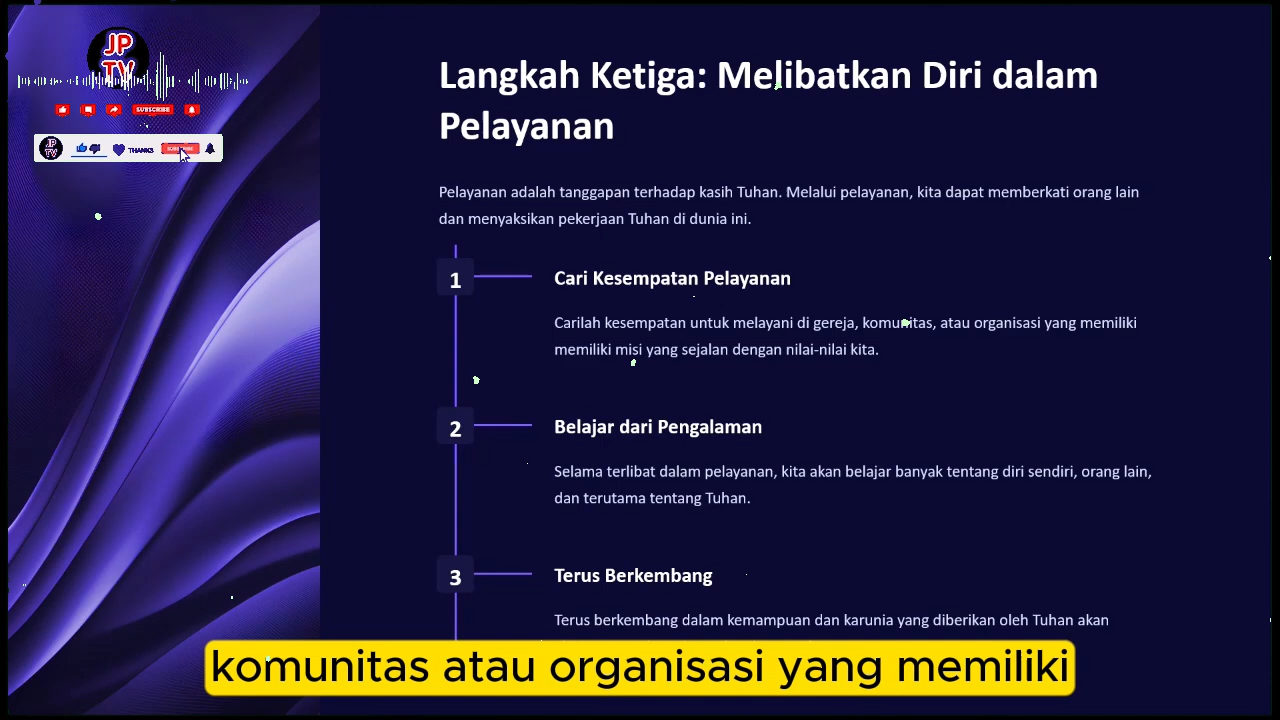 JP
TV
SUBSCRIBE
JP
TV
THANKS
SUBSCRIBE
Langkah Ketiga: Melibatkan Diri dalam
Pelayanan
Pelayanan adalah tanggapan terhadap kasih Tuhan. Melalui pelayanan, kita dapat memberkati orang lain
dan menyaksikan pekerjaan Tuhan di dunia ini.
1
Cari Kesempatan Pelayanan
Carilah kesempatan untuk melayani di gereja, komunitas, atau organisasi yang memiliki
memiliki misi yang sejalan dengan nilai-nilai kita.
2
Belajar dari Pengalaman
Selama terlibat dalam pelayanan, kita akan belajar banyak tentang diri sendiri, orang lain,
dan terutama tentang Tuhan.
3
Terus Berkembang
Terus berkembang dalam kemampuan dan karunia yang diberikan oleh Tuhan akan
komunitas atau organisasi yang memiliki